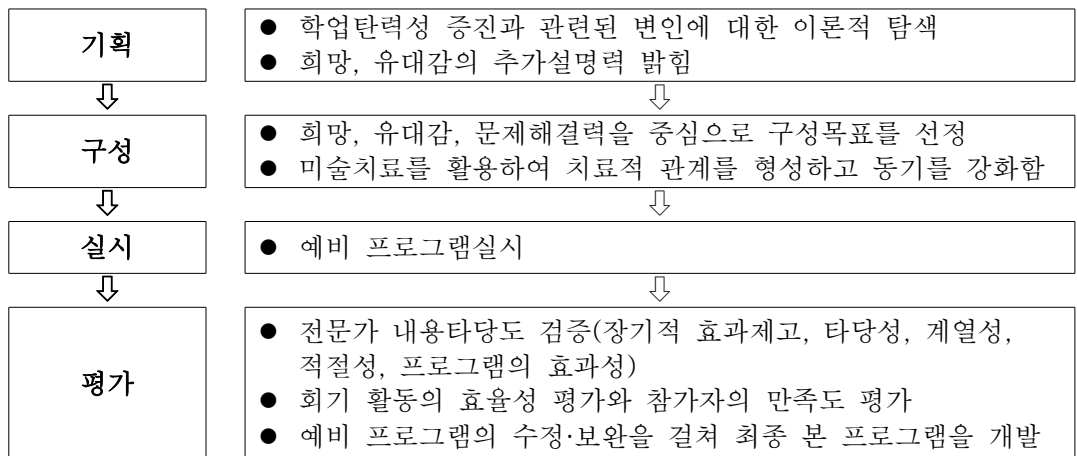 기획
● 학업탄력성 증진과 관련된 변인에 대한 이론적 탐색
● 희망, 유대감의 추가설명력 밝힘
구성
● 희망, 유대감, 문제해결력을 중심으로 구성목표를 선정
● 미술치료를 활용하여 치료적 관계를 형성하고 동기를 강화함
실시
● 예비 프로그램실시
평가
● 전문가 내용타당도 검증(장기적 효과제고, 타당성, 계열성,
적절성, 프로그램의 효과성)
● 회기 활동의 효율성 평가와 참가자의 만족도 평가
● 예비 프로그램의 수정·보완을 걸쳐 최종 본 프로그램을 개발